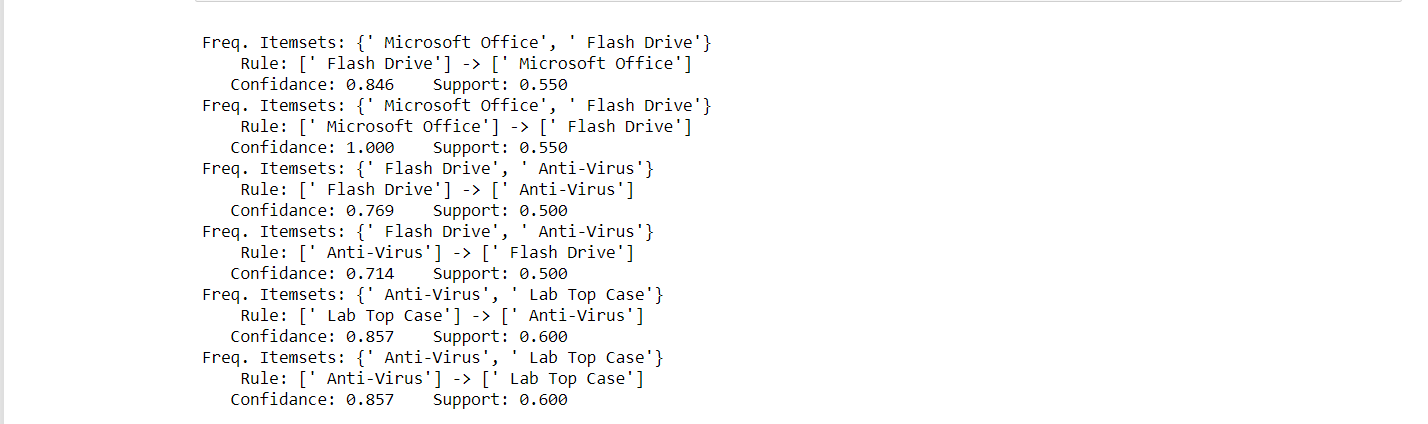 Freq. Itemsets: {' Microsoft Office', ' Flash Drive'}
    Rule: [' Flash Drive'] -> [' Microsoft Office']
   Confidance: 0.846    Support: 0.550
Freq. Itemsets: {' Microsoft Office', ' Flash Drive'}
    Rule: [' Microsoft Office'] -> [' Flash Drive']
   Confidance: 1.000    Support: 0.550
Freq. Itemsets: {' Flash Drive', ' Anti-Virus'}
    Rule: [' Flash Drive'] -> [' Anti-Virus']
   Confidance: 0.769    Support: 0.500
Freq. Itemsets: {' Flash Drive', ' Anti-Virus'}
    Rule: [' Anti-Virus'] -> [' Flash Drive']
   Confidance: 0.714    Support: 0.500
Freq. Itemsets: {' Anti-Virus', ' Lab Top Case'}
    Rule: [' Lab Top Case'] -> [' Anti-Virus']
   Confidance: 0.857    Support: 0.600
Freq. Itemsets: {' Anti-Virus', ' Lab Top Case'}
    Rule: [' Anti-Virus'] -> [' Lab Top Case']
   Confidance: 0.857    Support: 0.600